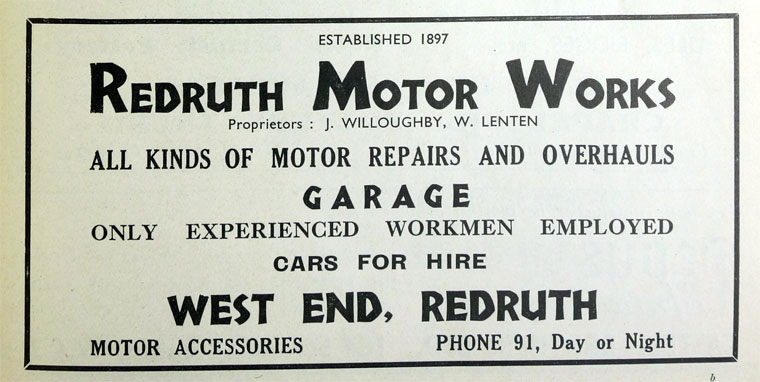 ESTABLISHED 1897
REDRUTH MOTOR WORKS
Proprietors : J. WILLOUGHBY, W. LENTEN
ALL KINDS OF MOTOR REPAIRS AND OVERHAULS
GARAGE
ONLY EXPERIENCED WORKMEN EMPLOYED
CARS FOR HIRE
WEST END, REDRUTH
MOTOR ACCESSORIES PHONE 91, Day or Night
b